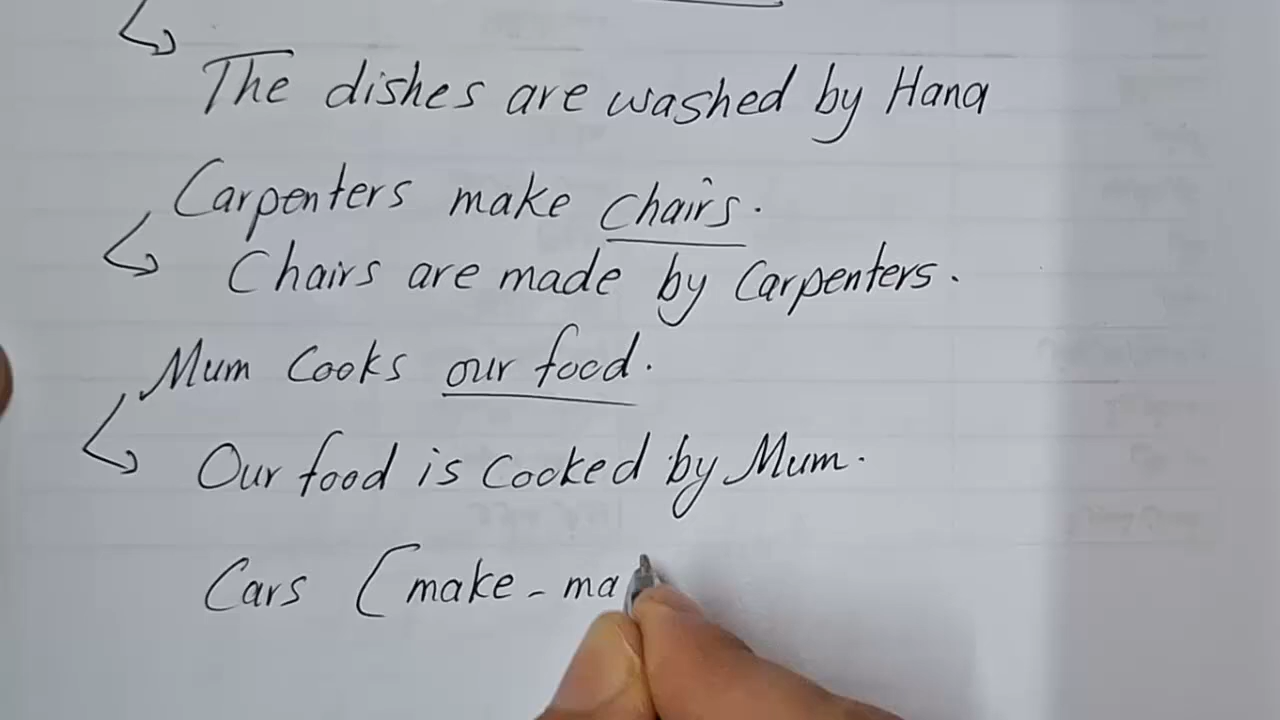 The dishes are washed by Hana
Carpenters make chairs.
Chairs are made by Carpenters.
Mum Cooks our food.
Our food is Cooked by Mum.
Cars (make - ma